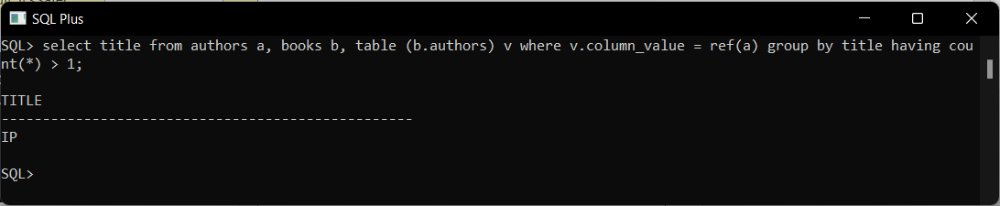 SQL Plus
SQL> select title from authors a, books b, table (b.authors) v where v.column_value = ref(a) group by title having cou
nt(*) > 1;
TITLE
--------------------------------------------------
IP
SQL>